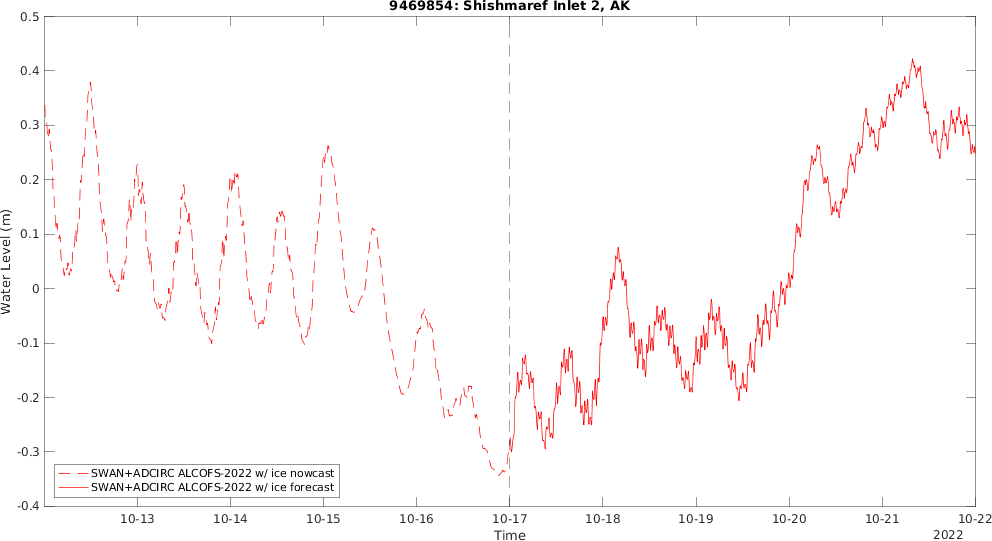 9469854: Shishmaref Inlet 2, AK
0.5
0.4
0.3
0.2
0.1
0
-0.1
-0.2
-0.3
-0.4
Water Level (m)
SWAN+ADCIRC ALCOFS-2022 w/ ice nowcast
SWAN+ADCIRC ALCOFS-2022 w/ ice forecast
10-13 10-14 10-15 10-16 10-17 10-18 10-19 10-20 10-21 10-22
Time
2022